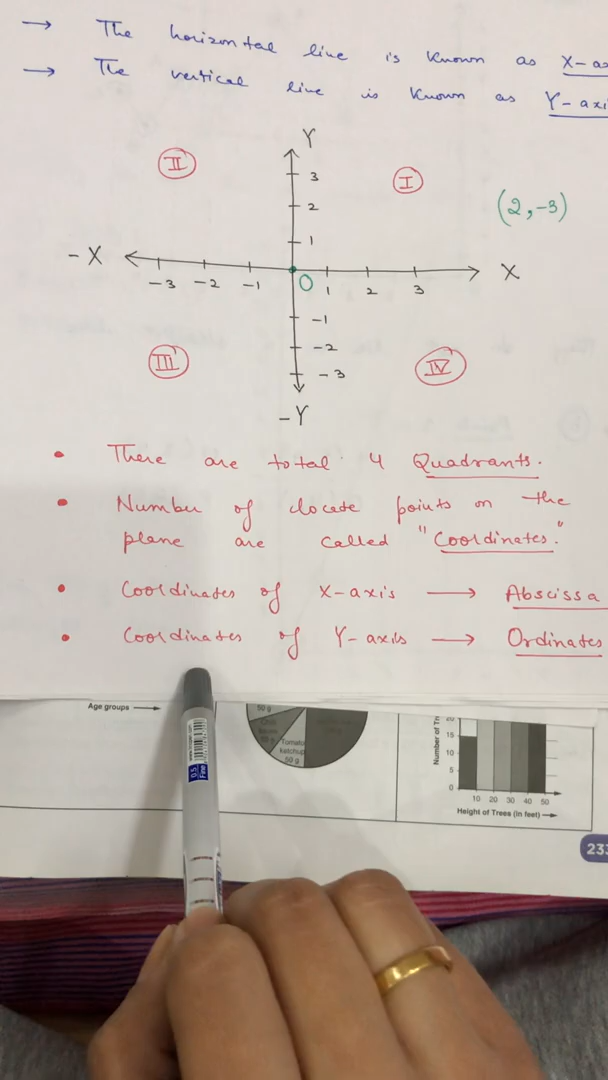 → The horizontal line is known as X-a
→ The vertical line is known as Y-axi
Y
II
I
3
2
1
(2,-3)
-X
X
-3 -2 -1 O 1 2 3
-1
-2
-3
III
IV
-Y
• There are total 4 Quadrants.
• Number of locate points on the
plane are called "Coordinates."
• Coordinates of X-axis → Abscissa
• Coordinates of Y-axis → Ordinates
Age groups →
50 g
Tomato
ketchup
50 g
0.5
Fine
Number of Tr
20
15
10
5
0
10 20 30 40 50
Height of Trees (in feet) →
233